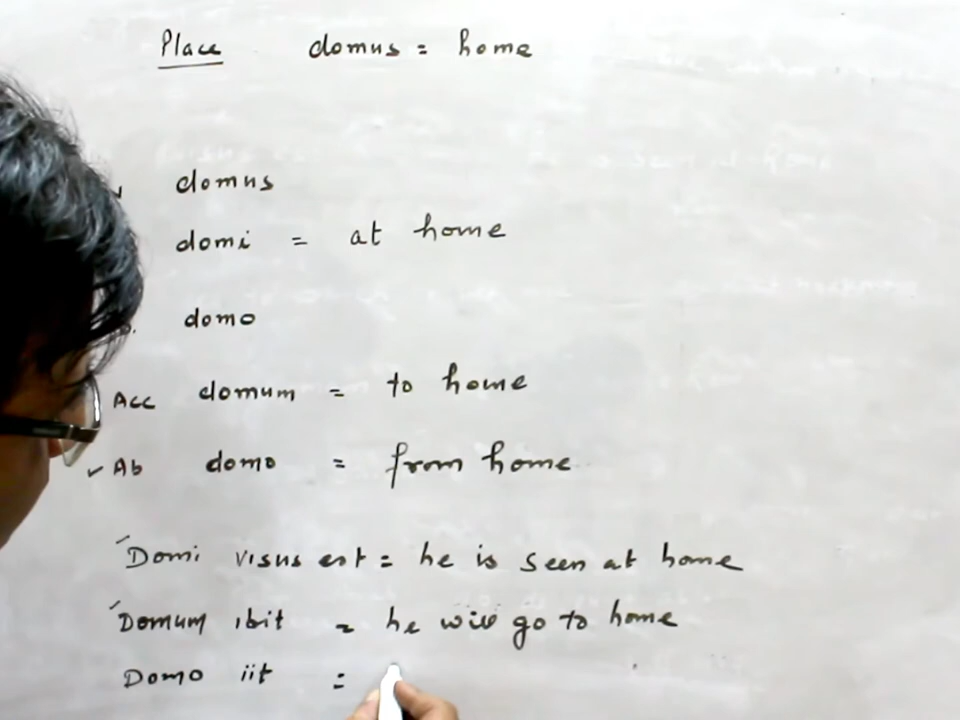 Place domus = home
domus
domi = at home
domo
Acc domum = to home
✓ Ab domo = from home
Domi visus est = he is seen at home
Domum ibit = he will go to home
Domo iit =